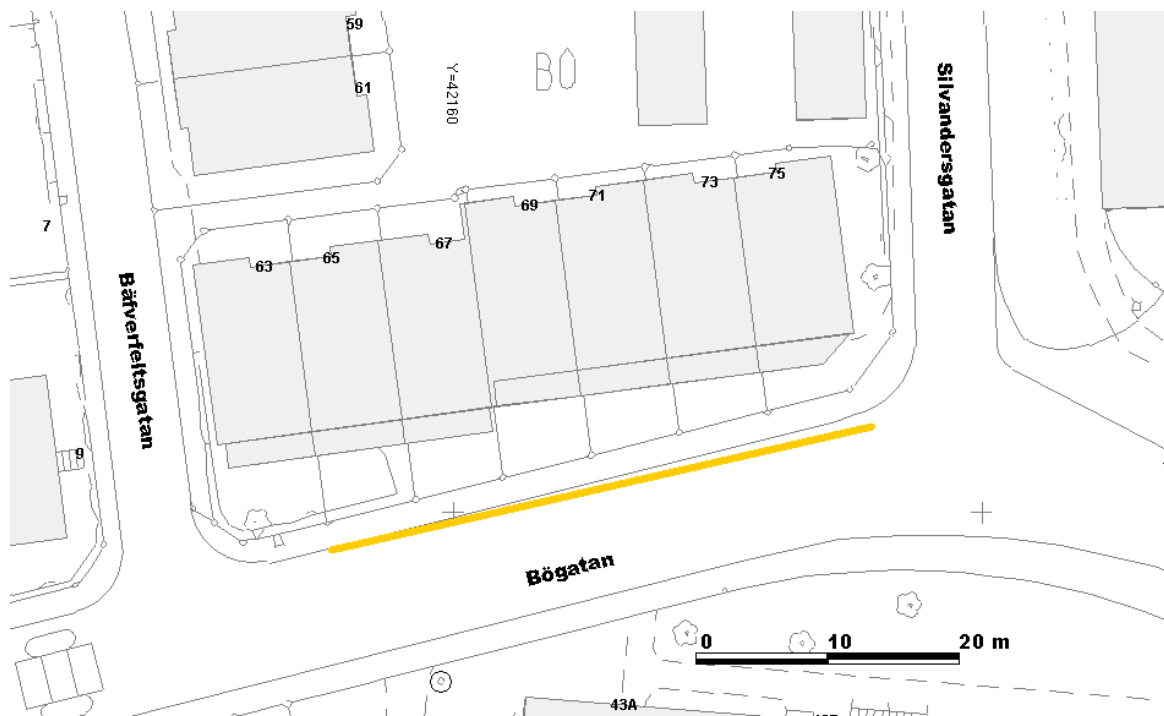 59
61
Y=42160
BÖ
Silvandersgatan
7
75
73
71
69
67
65
63
Bäfverfeltsgatan
9
Bögatan
0 10 20 m
43A